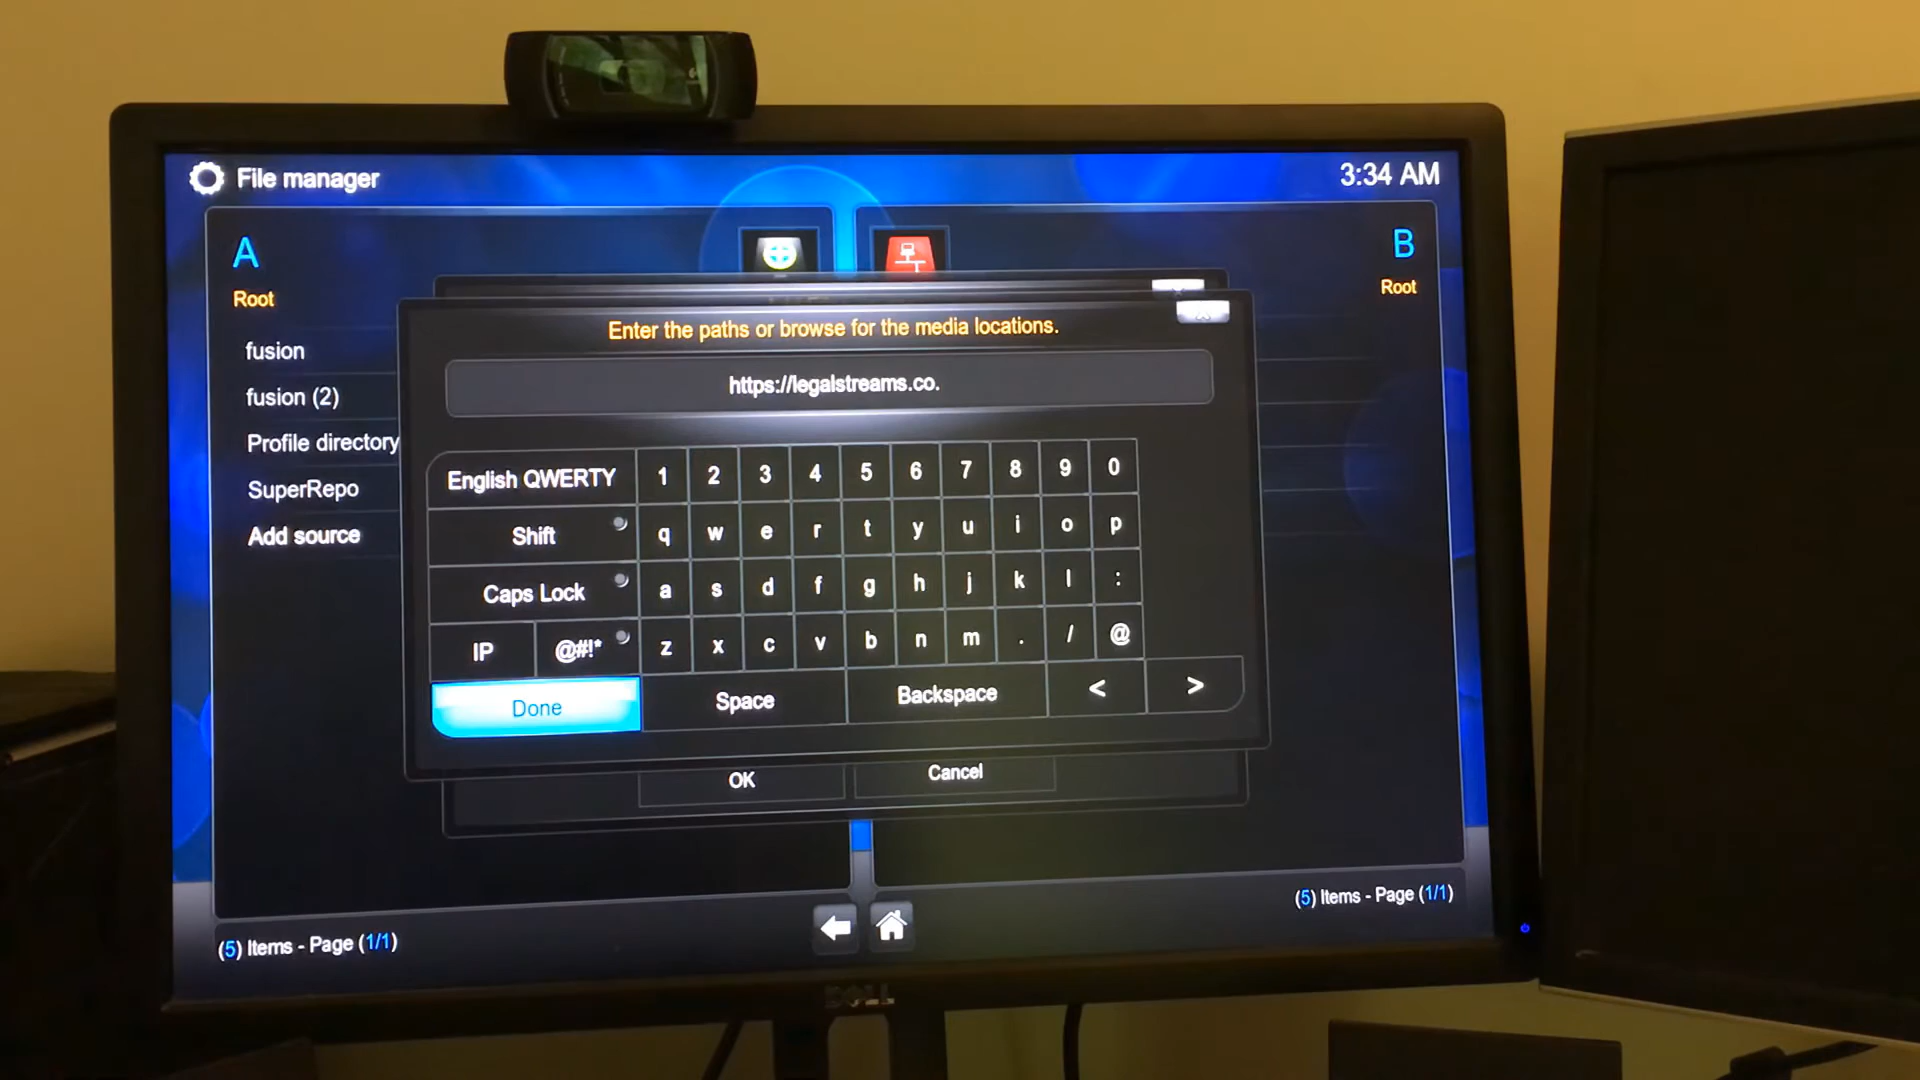 File manager
3:34 AM
A
B
Root
Root
fusion
fusion (2)
Profile directory
SuperRepo
Add source
Enter the paths or browse for the media locations.
https://legalstreams.co.
English QWERTY 1 2 3 4 5 6 7 8 9 0
Shift q w e r t y u i o p
Caps Lock a s d f g h j k l :
IP @#!* z x c v b n m . / @
Done Space Backspace < >
OK Cancel
(5) Items - Page (1/1)
(5) Items - Page (1/1)
DELL